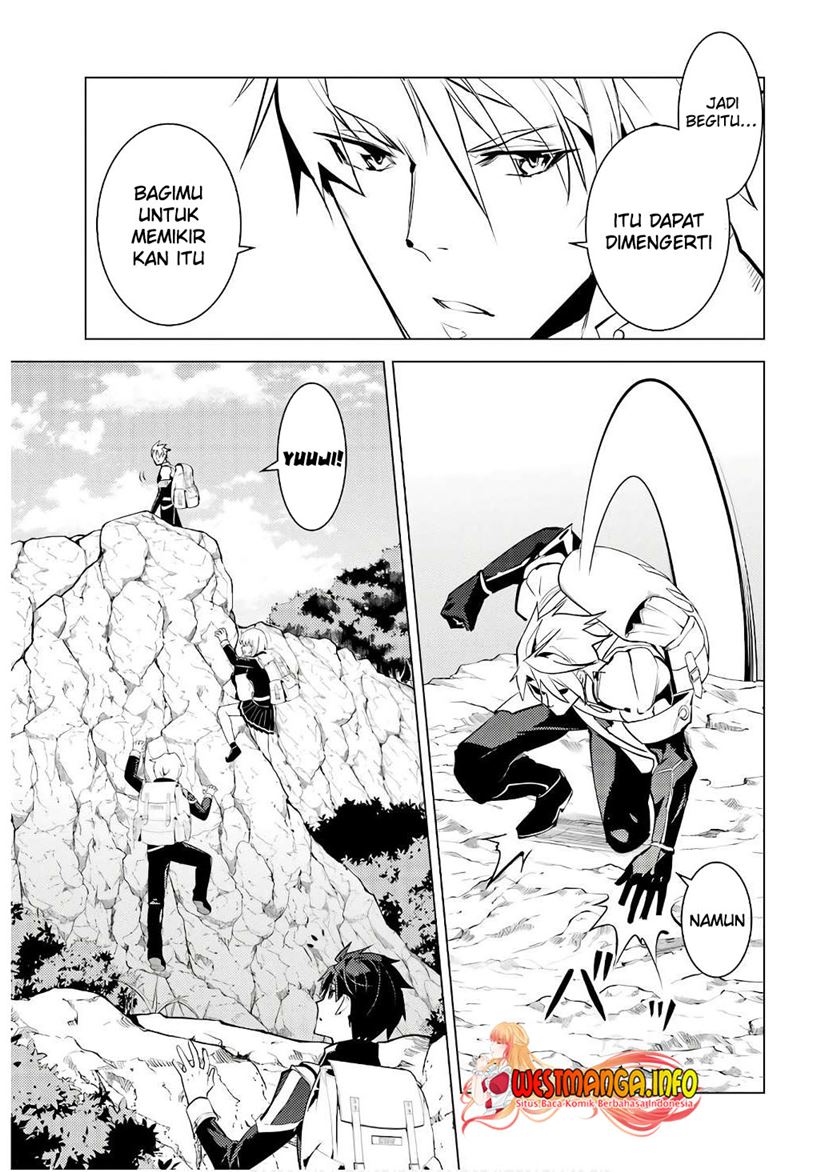 JADI
BEGITU...
ITU DAPAT
DIMENGERTI
BAGIMU
UNTUK
MEMIKIR
KAN ITU
NAMUN
バッ
YUUJI!
WESTMANGA.INFO
Situs Baca Komik Berbahasa Indonesia